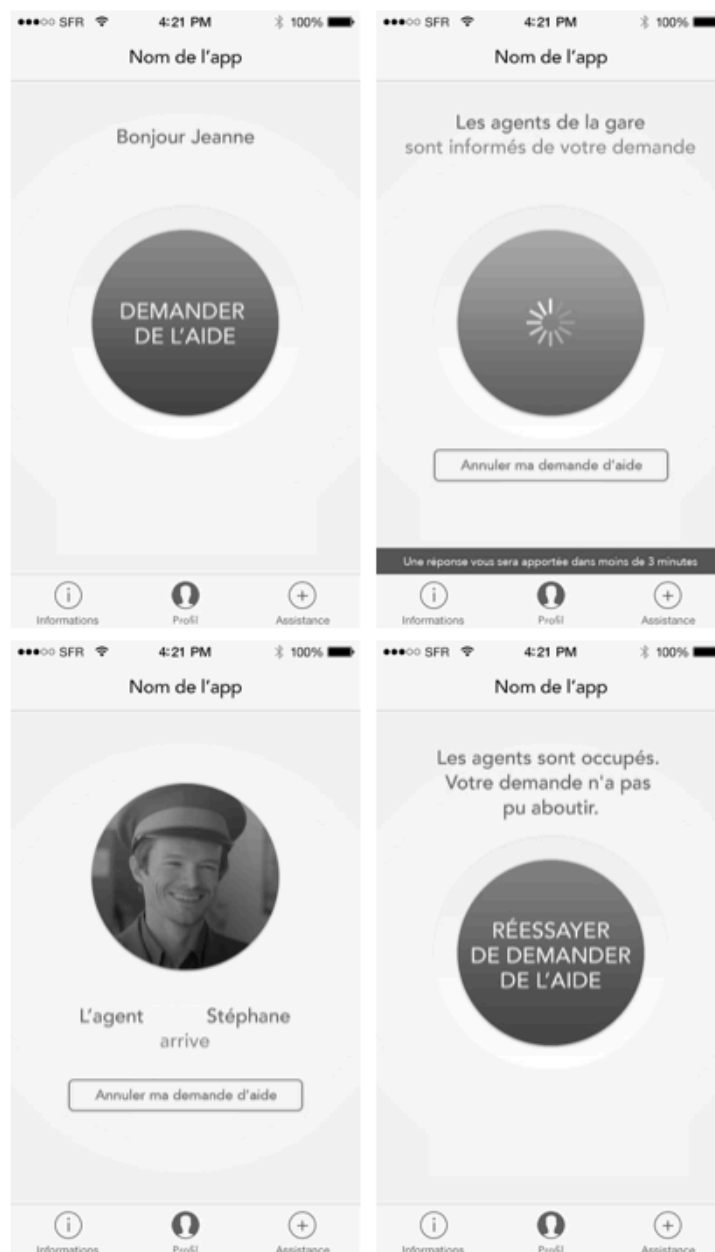 SFR 4:21 PM 100%
Nom de l'app
Bonjour Jeanne
DEMANDER
DE L'AIDE
Informations Profil Assistance
SFR 4:21 PM 100%
Nom de l'app
Les agents de la gare
sont informés de votre demande
Annuler ma demande d'aide
Une réponse vous sera apportée dans moins de 3 minutes
Informations Profil Assistance
SFR 4:21 PM 100%
Nom de l'app
L'agent Stéphane
arrive
Annuler ma demande d'aide
Informations Profil Assistance
SFR 4:21 PM 100%
Nom de l'app
Les agents sont occupés.
Votre demande n'a pas
pu aboutir.
RÉESSAYER
DE DEMANDER
DE L'AIDE
Informations Profil Assistance